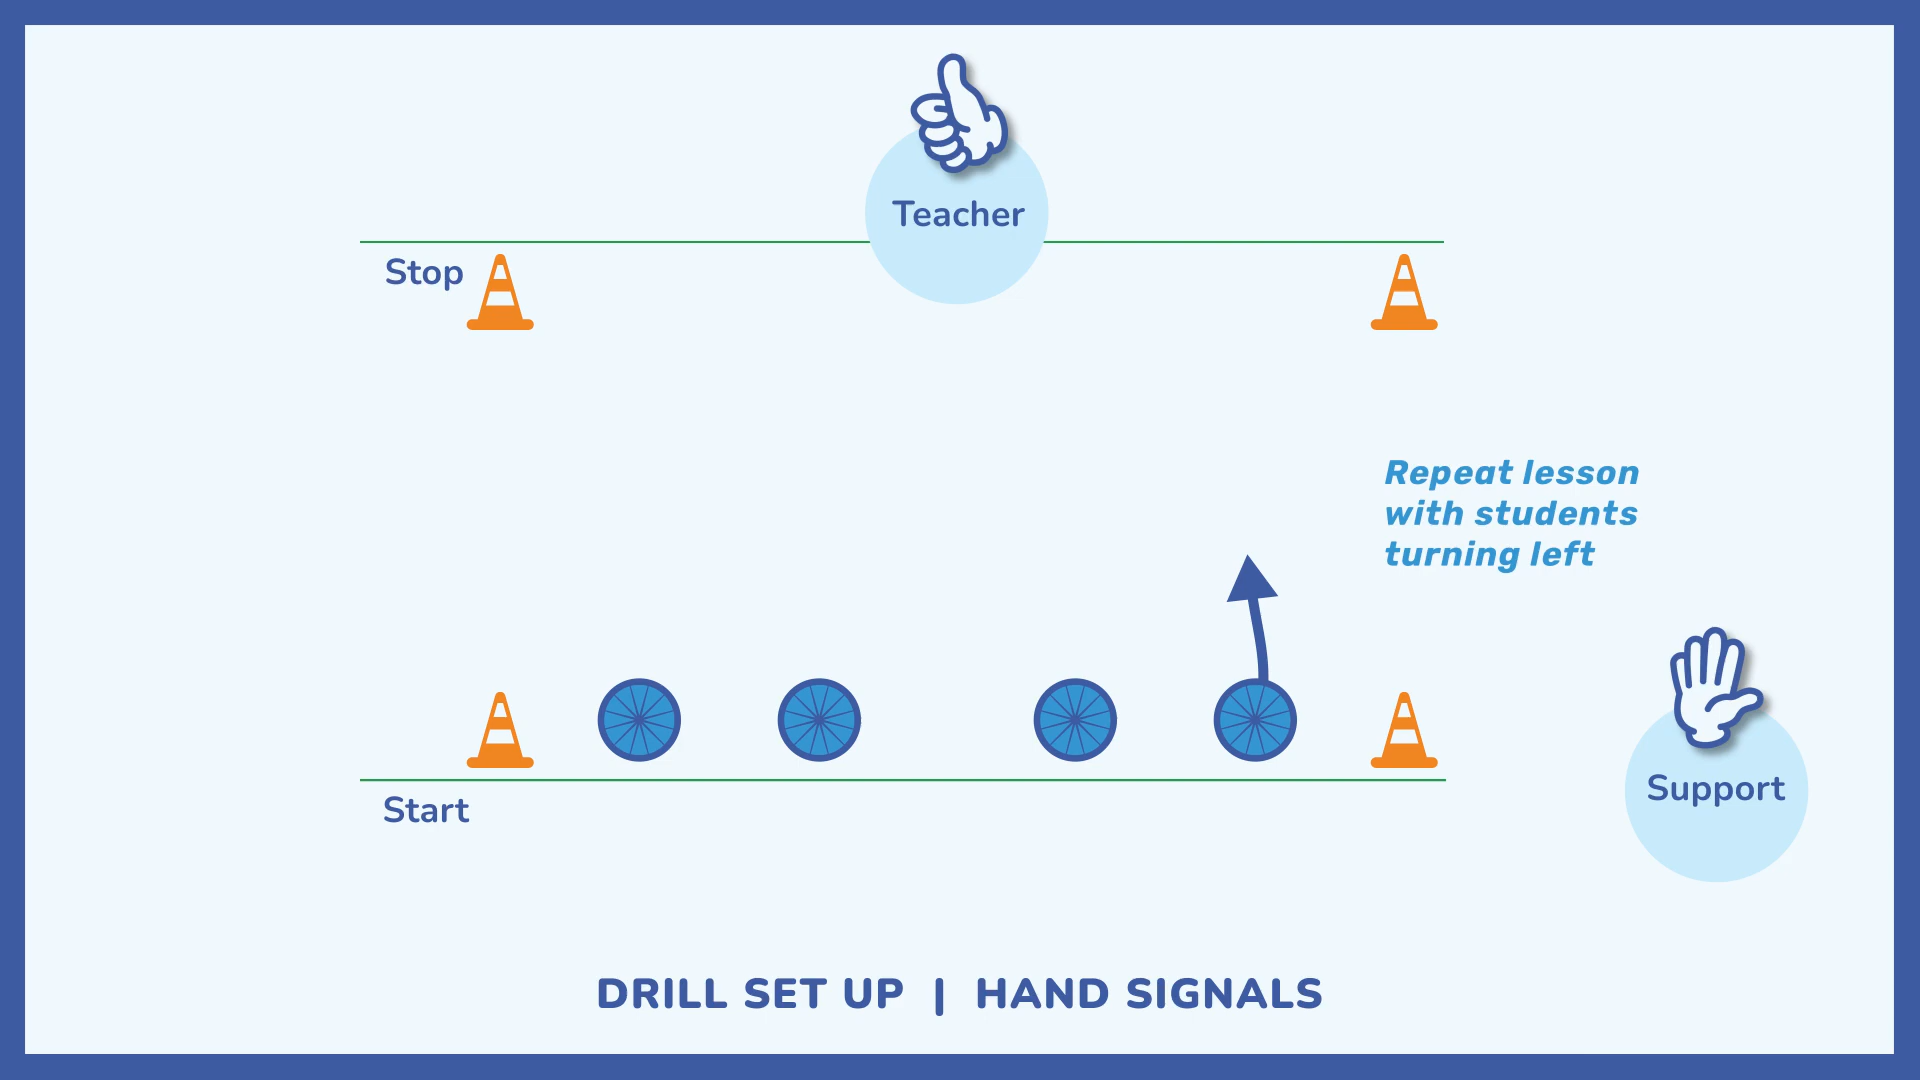 Teacher
Stop
Repeat lesson
with students
turning left
Support
Start
DRILL SET UP | HAND SIGNALS